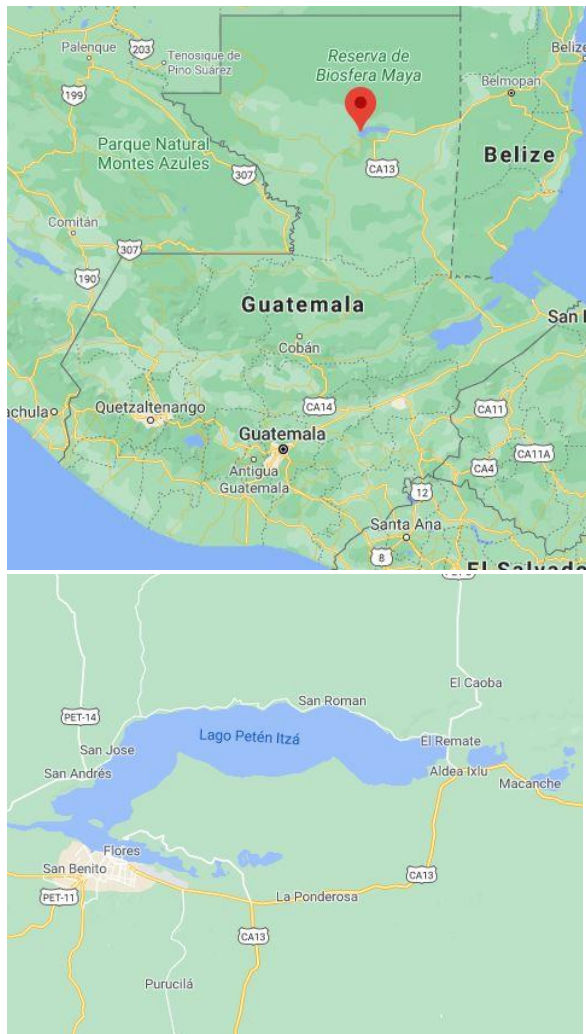 Palenque
203
Tenosique de
Pino Suárez
Reserva de
Biosfera Maya
Belize
Belmopan
199
Parque Natural
Montes Azules
307
CA13
Belize
Comitán
307
190
Guatemala
San
Cobán
achula
Quetzaltenango
CA14
CA11
Guatemala
Antigua
Guatemala
CA4
CA11A
12
Santa Ana
8
El Salvado
El Caoba
San Roman
PET-14
Lago Petén Itzá
El Remate
San Jose
San Andrés
Aldea Ixlu
Macanche
Flores
San Benito
CA13
PET-11
La Ponderosa
CA13
Purucilá